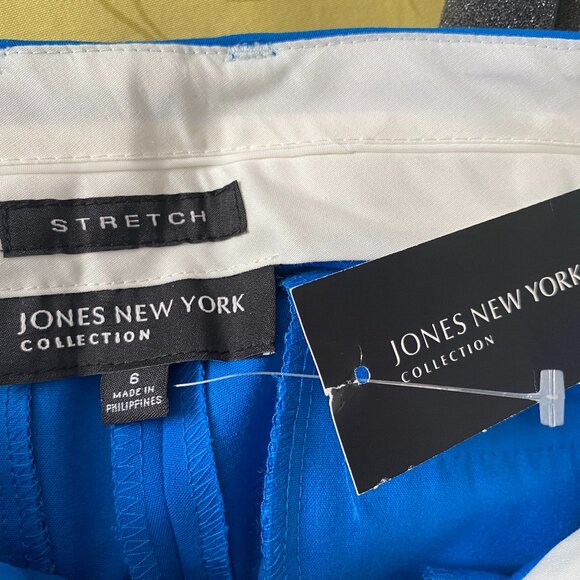 STRETCH
JONES NEW YORK
COLLECTION
6
MADE IN
PHILIPPINES
JONES NEW YORK
COLLECTION